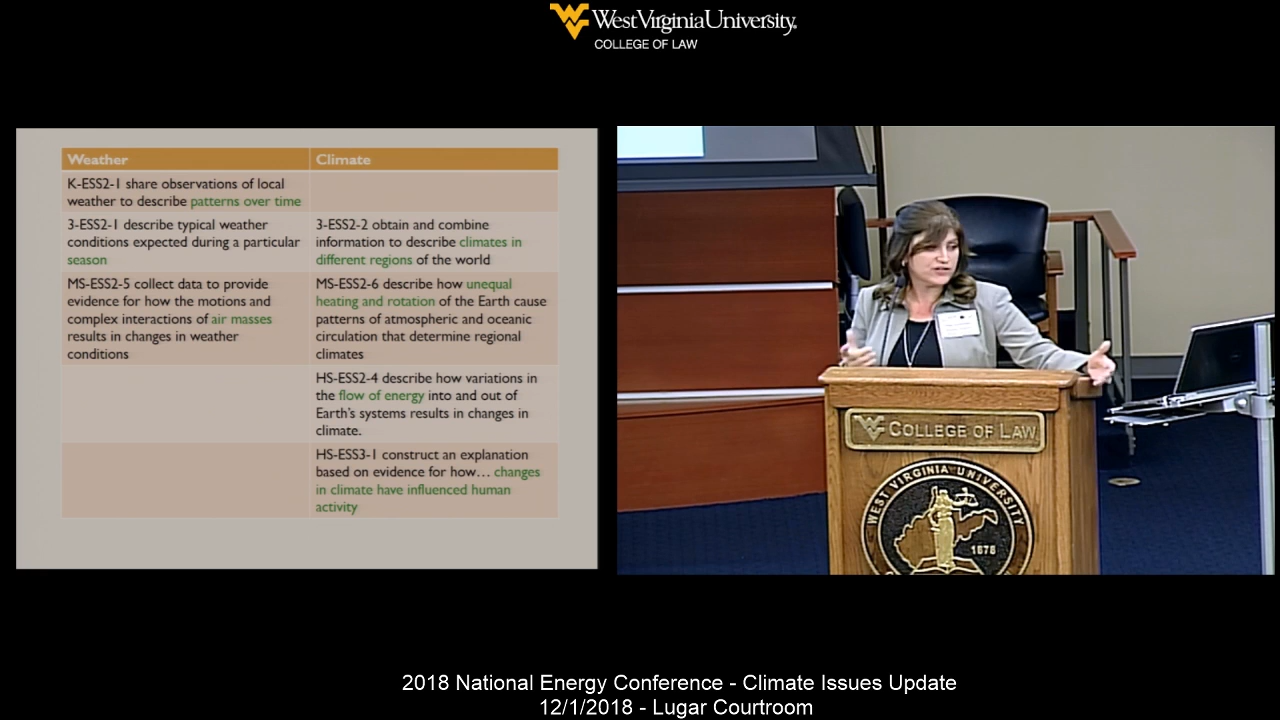 West Virginia University®
COLLEGE OF LAW
Weather
Climate
K-ESS2-1 share observations of local
weather to describe patterns over time
3-ESS2-1 describe typical weather
conditions expected during a particular
season
3-ESS2-2 obtain and combine
information to describe climates in
different regions of the world
MS-ESS2-5 collect data to provide
evidence for how the motions and
complex interactions of air masses
results in changes in weather
conditions
MS-ESS2-6 describe how unequal
heating and rotation of the Earth cause
patterns of atmospheric and oceanic
circulation that determine regional
climates
HS-ESS2-4 describe how variations in
the flow of energy into and out of
Earth's systems results in changes in
climate.
HS-ESS3-1 construct an explanation
based on evidence for how... changes
in climate have influenced human
activity
COLLEGE OF LAW
WEST VIRGINIA UNIVERSITY
1878
2018 National Energy Conference - Climate Issues Update
12/1/2018 - Lugar Courtroom